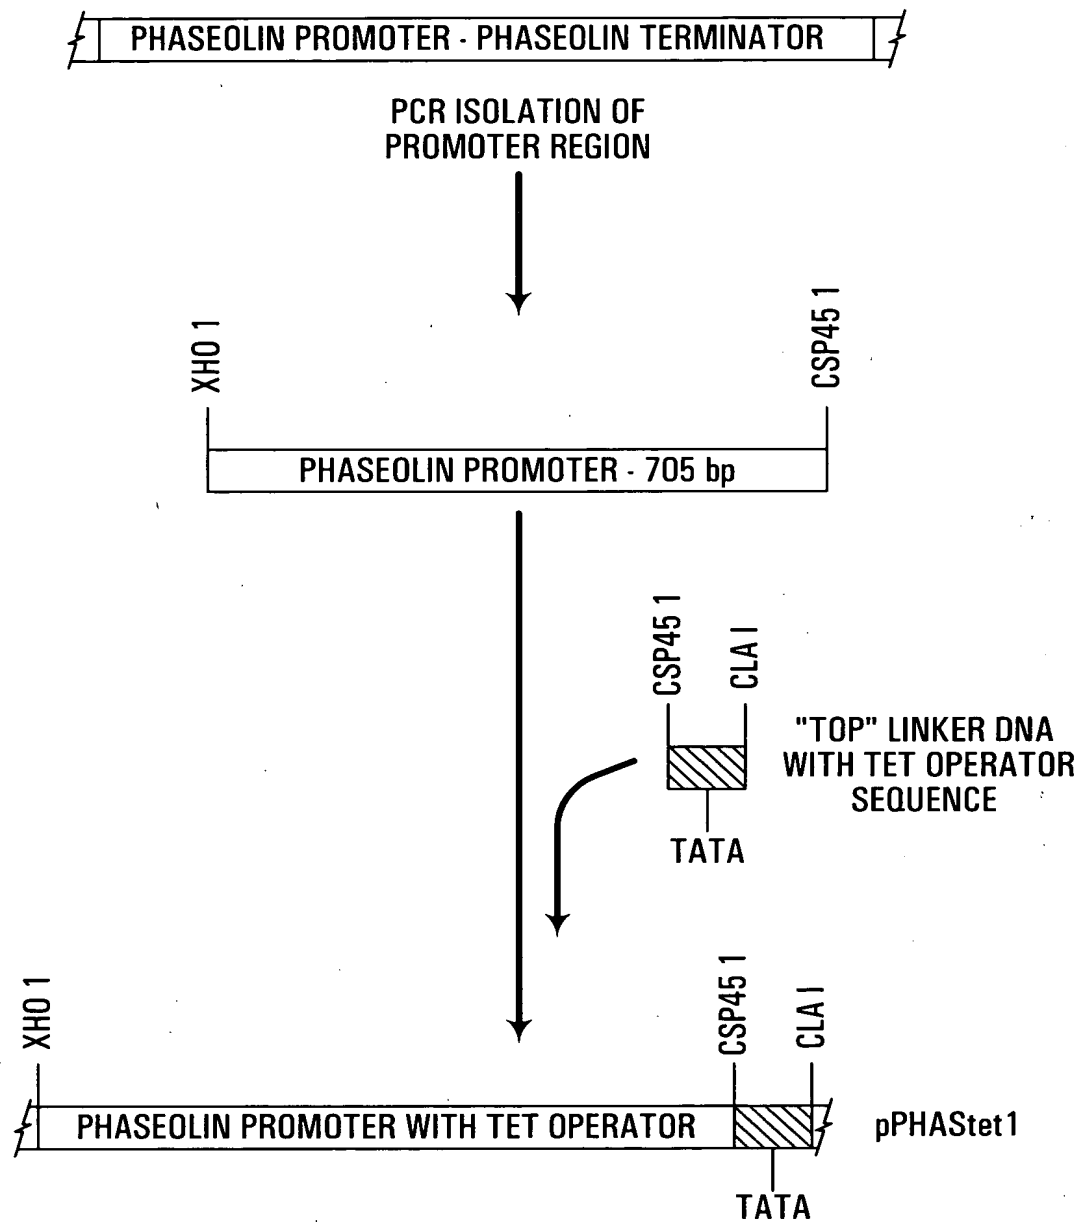 PHASEOLIN PROMOTER - PHASEOLIN TERMINATOR
PCR ISOLATION OF
PROMOTER REGION
XHO 1
CSP45 1
PHASEOLIN PROMOTER - 705 bp
CSP45 1
CLA I
"TOP" LINKER DNA
WITH TET OPERATOR
SEQUENCE
TATA
XHO 1
CSP45 1
CLA I
PHASEOLIN PROMOTER WITH TET OPERATOR
pPHAStet1
TATA